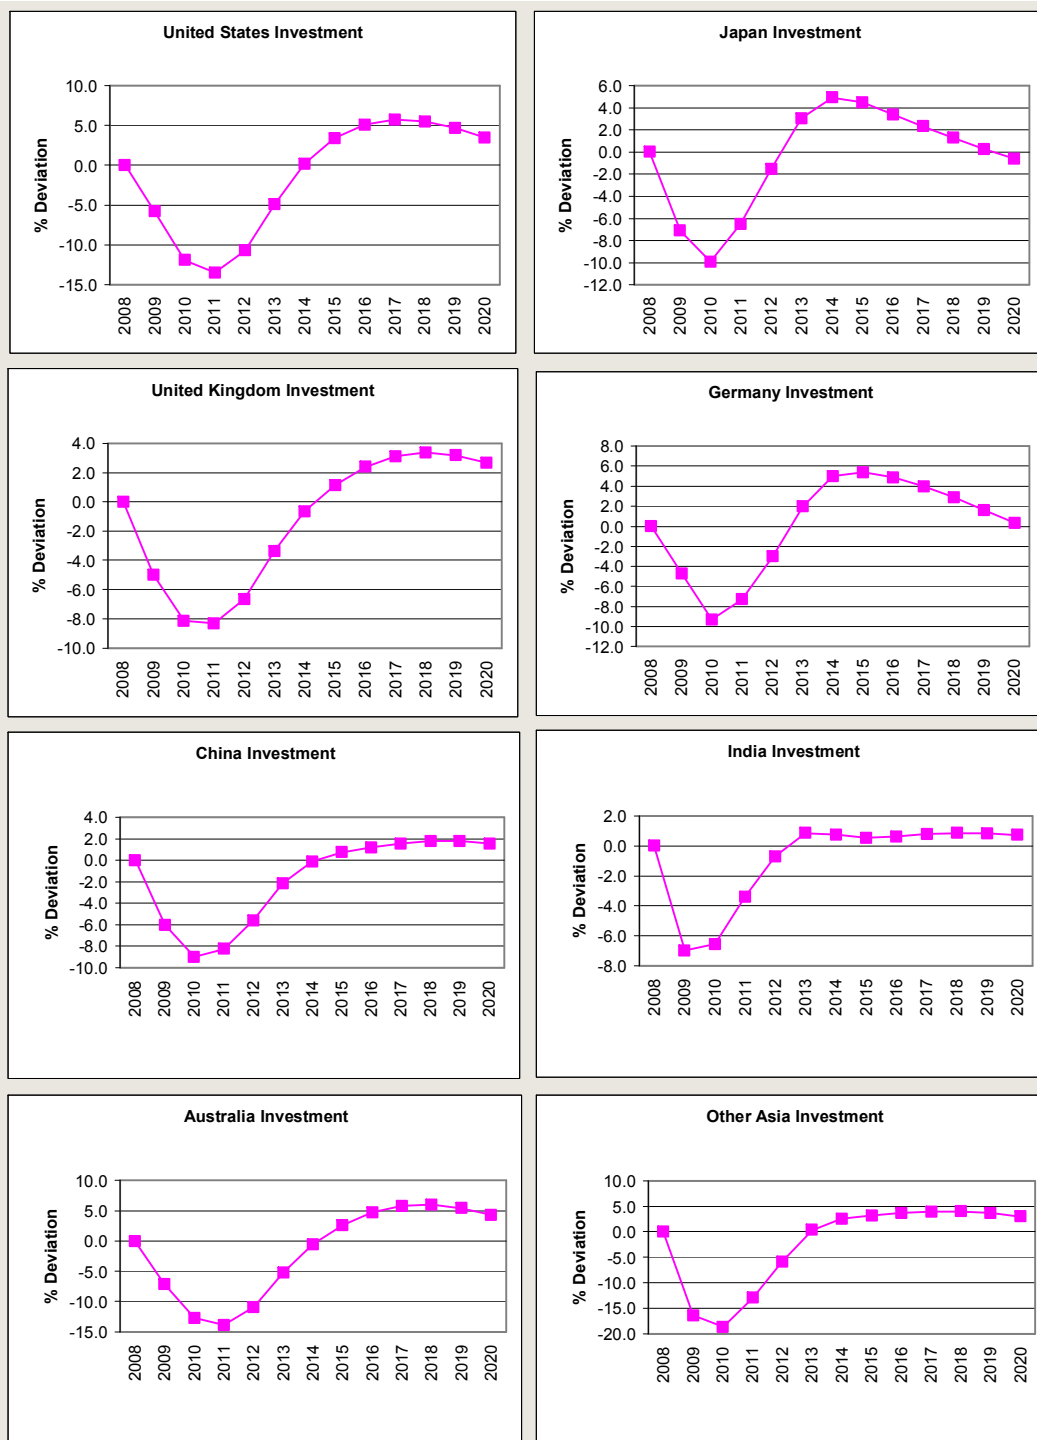 United States Investment
% Deviation
10.0
5.0
0.0
-5.0
-10.0
-15.0
2008 2009 2010 2011 2012 2013 2014 2015 2016 2017 2018 2019 2020
Japan Investment
% Deviation
6.0
4.0
2.0
0.0
-2.0
-4.0
-6.0
-8.0
-10.0
-12.0
2008 2009 2010 2011 2012 2013 2014 2015 2016 2017 2018 2019 2020
United Kingdom Investment
% Deviation
4.0
2.0
0.0
-2.0
-4.0
-6.0
-8.0
-10.0
2008 2009 2010 2011 2012 2013 2014 2015 2016 2017 2018 2019 2020
Germany Investment
% Deviation
8.0
6.0
4.0
2.0
0.0
-2.0
-4.0
-6.0
-8.0
-10.0
-12.0
2008 2009 2010 2011 2012 2013 2014 2015 2016 2017 2018 2019 2020
China Investment
% Deviation
4.0
2.0
0.0
-2.0
-4.0
-6.0
-8.0
-10.0
2008 2009 2010 2011 2012 2013 2014 2015 2016 2017 2018 2019 2020
India Investment
% Deviation
2.0
0.0
-2.0
-4.0
-6.0
-8.0
2008 2009 2010 2011 2012 2013 2014 2015 2016 2017 2018 2019 2020
Australia Investment
% Deviation
10.0
5.0
0.0
-5.0
-10.0
-15.0
2008 2009 2010 2011 2012 2013 2014 2015 2016 2017 2018 2019 2020
Other Asia Investment
% Deviation
10.0
5.0
0.0
-5.0
-10.0
-15.0
-20.0
2008 2009 2010 2011 2012 2013 2014 2015 2016 2017 2018 2019 2020